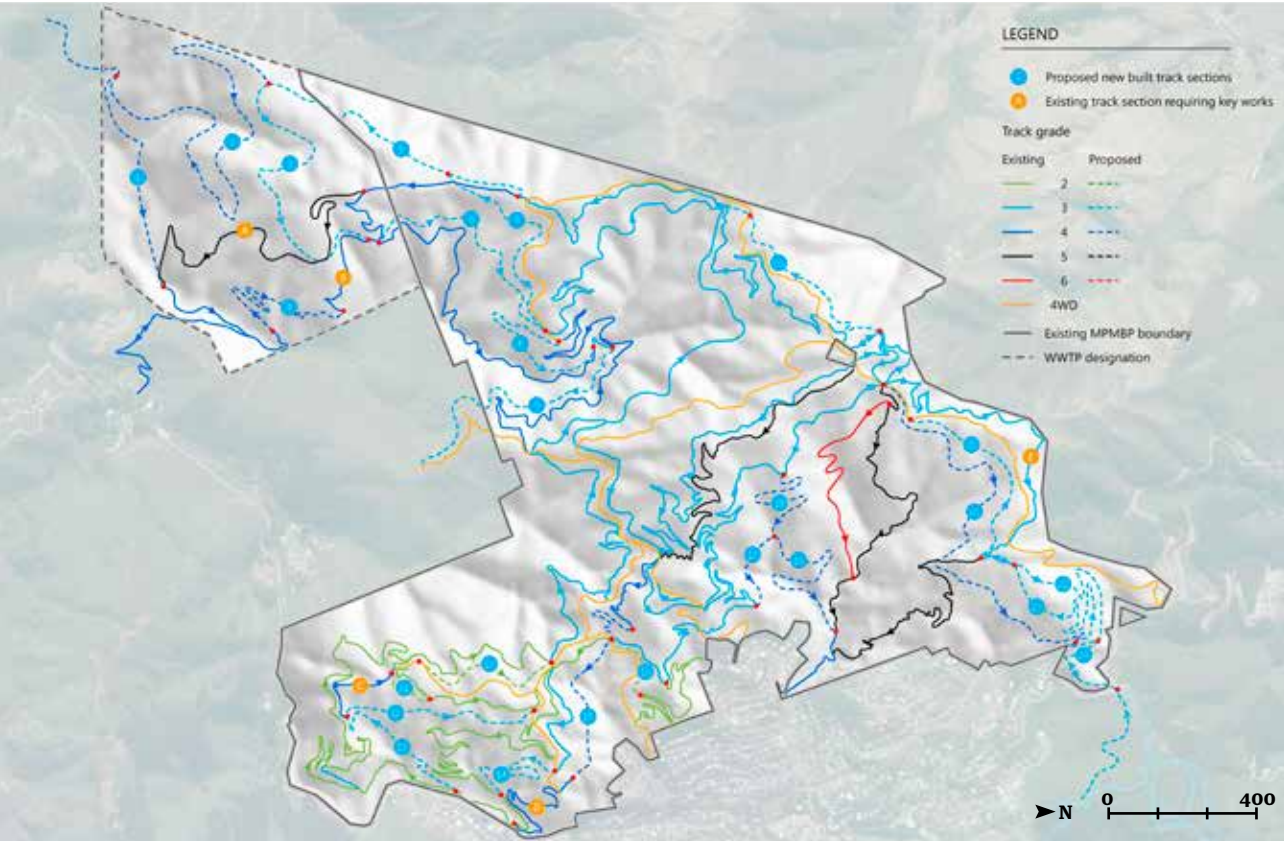 LEGEND
Proposed new built track sections
Existing track section requiring key works
Track grade
Existing Proposed
2
3
4
5
6
4WD
Existing MPMBP boundary
WWTP designation
N 0 400